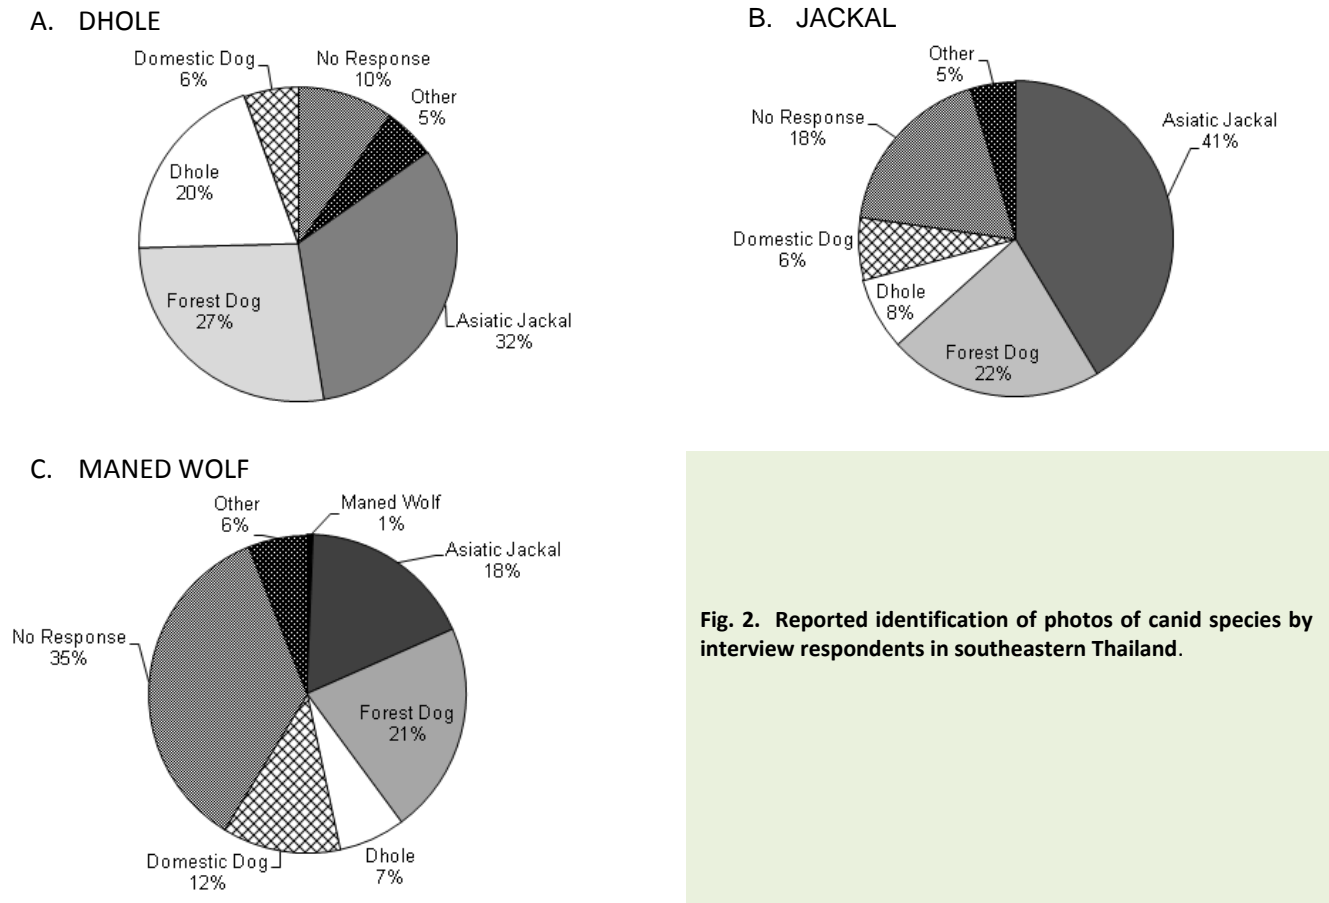 A. DHOLE
Domestic Dog
6%
No Response
10%
Other
5%
Dhole
20%
Forest Dog
27%
Asiatic Jackal
32%
B. JACKAL
Other
5%
Asiatic Jackal
41%
No Response
18%
Domestic Dog
6%
Dhole
8%
Forest Dog
22%
C. MANED WOLF
Other
6%
Maned Wolf
1%
Asiatic Jackal
18%
No Response
35%
Forest Dog
21%
Domestic Dog
12%
Dhole
7%
Fig. 2. Reported identification of photos of canid species by
interview respondents in southeastern Thailand.